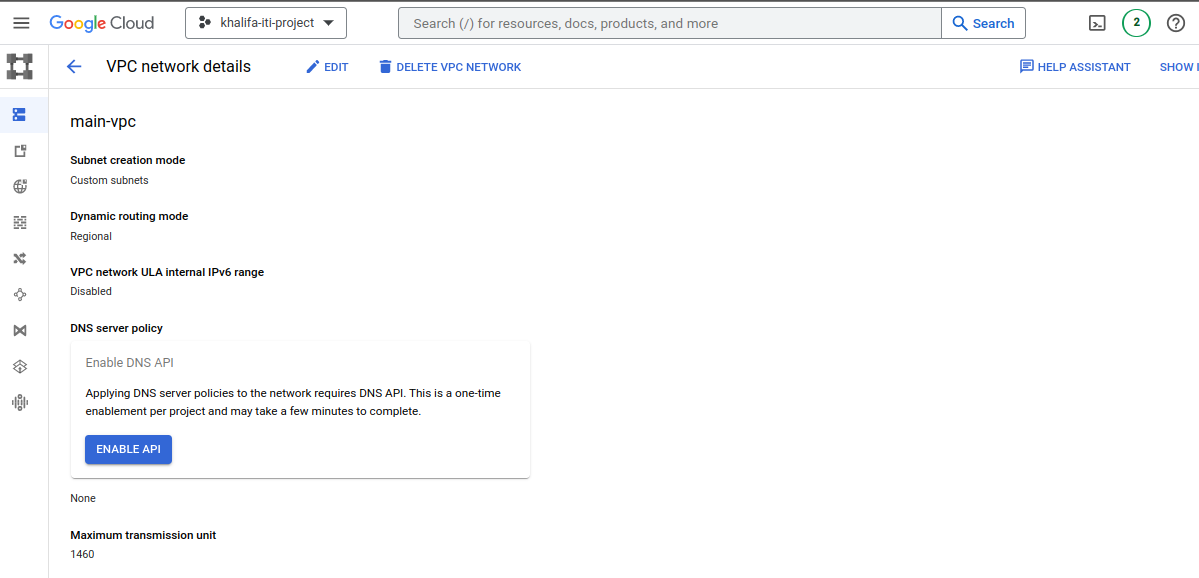 Google Cloud
khalifa-iti-project
Search (/) for resources, docs, products, and more
Search
2
VPC network details
EDIT
DELETE VPC NETWORK
HELP ASSISTANT
SHOW
main-vpc
Subnet creation mode
Custom subnets
Dynamic routing mode
Regional
VPC network ULA internal IPv6 range
Disabled
DNS server policy
Enable DNS API
Applying DNS server policies to the network requires DNS API. This is a one-time
enablement per project and may take a few minutes to complete.
ENABLE API
None
Maximum transmission unit
1460